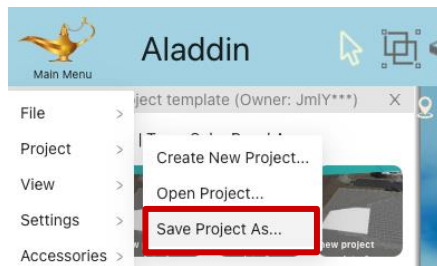 Aladdin
Main Menu
ject template (Owner: JmlY***) X
File >
Project >
View >
Settings >
Accessories >
Create New Project...
Open Project...
Save Project As...
new project